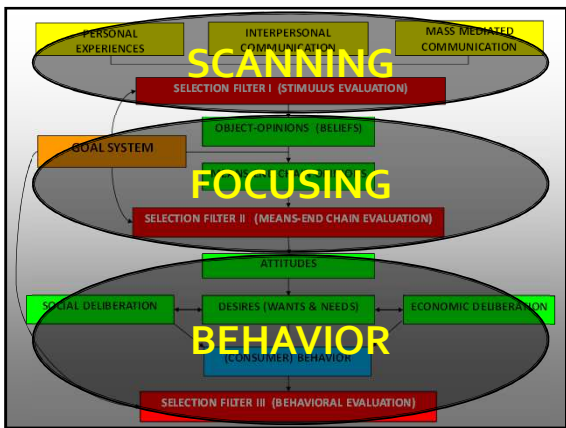 PERSONAL
EXPERIENCES
INTERPERSONAL
COMMUNICATION
MASS MEDIATED
COMMUNICATION
SCANNING
SELECTION FILTER I (STIMULUS EVALUATION)
OBJECT-OPINIONS (BELIEFS)
GOAL SYSTEM
FOCUSING
SELECTION FILTER II (MEANS-END CHAIN EVALUATION)
ATTITUDES
SOCIAL DELIBERATION
DESIRES (WANTS & NEEDS)
ECONOMIC DELIBERATION
BEHAVIOR
(CONSUMER) BEHAVIOR
SELECTION FILTER III (BEHAVIORAL EVALUATION)